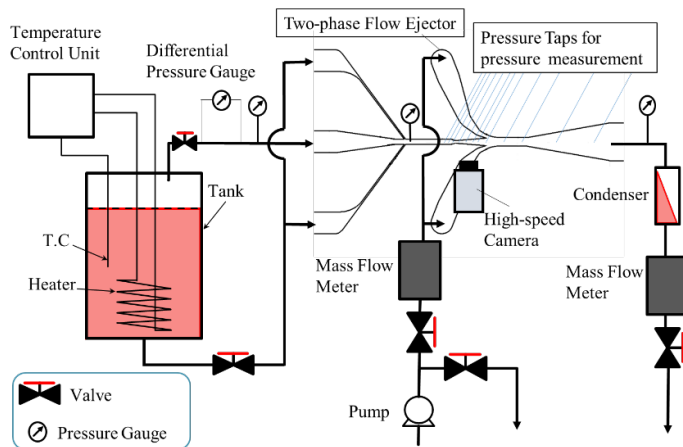 Temperature
Control Unit
Differential
Pressure Gauge
Two-phase Flow Ejector
Pressure Taps for
pressure measurement
Tank
T.C
Heater
High-speed
Camera
Condenser
Mass Flow
Meter
Mass Flow
Meter
Valve
Pump
Pressure Gauge